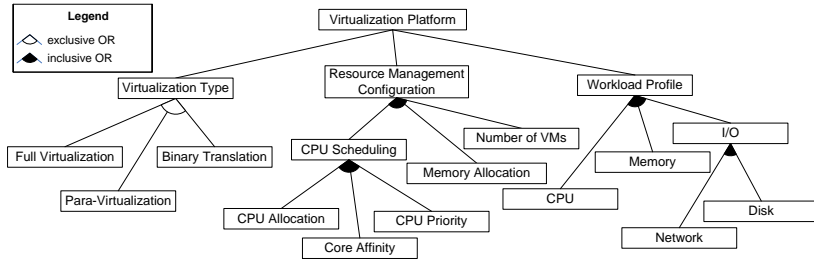 Legend
exclusive OR
inclusive OR
Virtualization Platform
Virtualization Type
Resource Management
Configuration
Workload Profile
Full Virtualization
Binary Translation
Para-Virtualization
CPU Scheduling
Number of VMs
Memory Allocation
CPU Allocation
CPU Priority
Core Affinity
I/O
Memory
CPU
Disk
Network